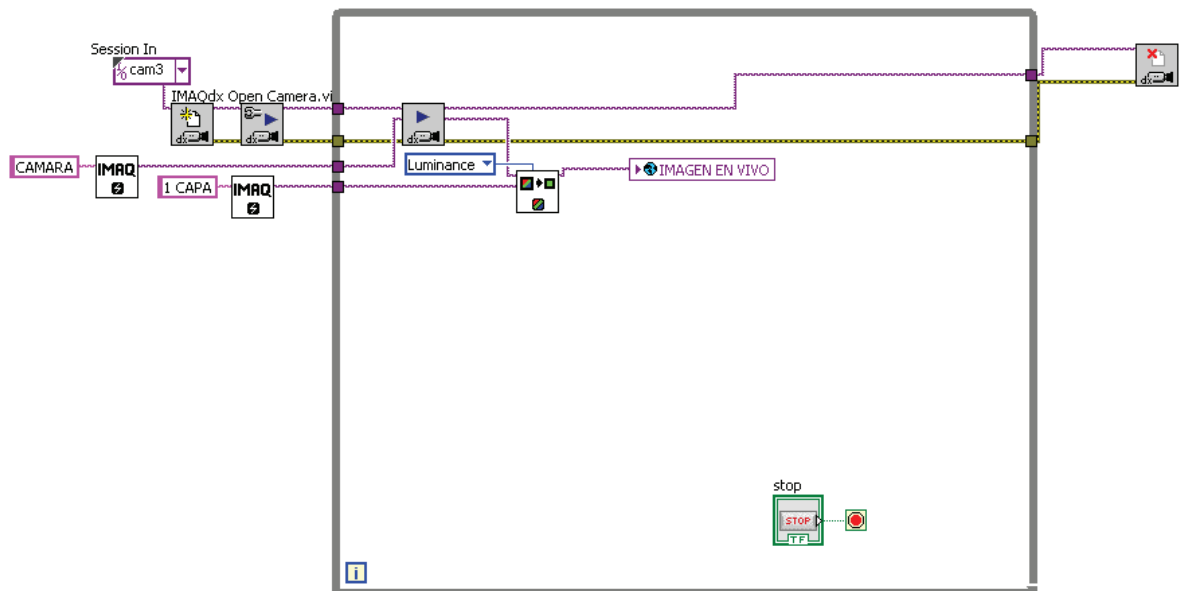 Session In
cam3
IMAQdx Open Camera.vi
dx
dx
dx
dx
CAMARA
IMAQ
1 CAPA
IMAQ
Luminance
IMAGEN EN VIVO
stop
STOP
TF
i